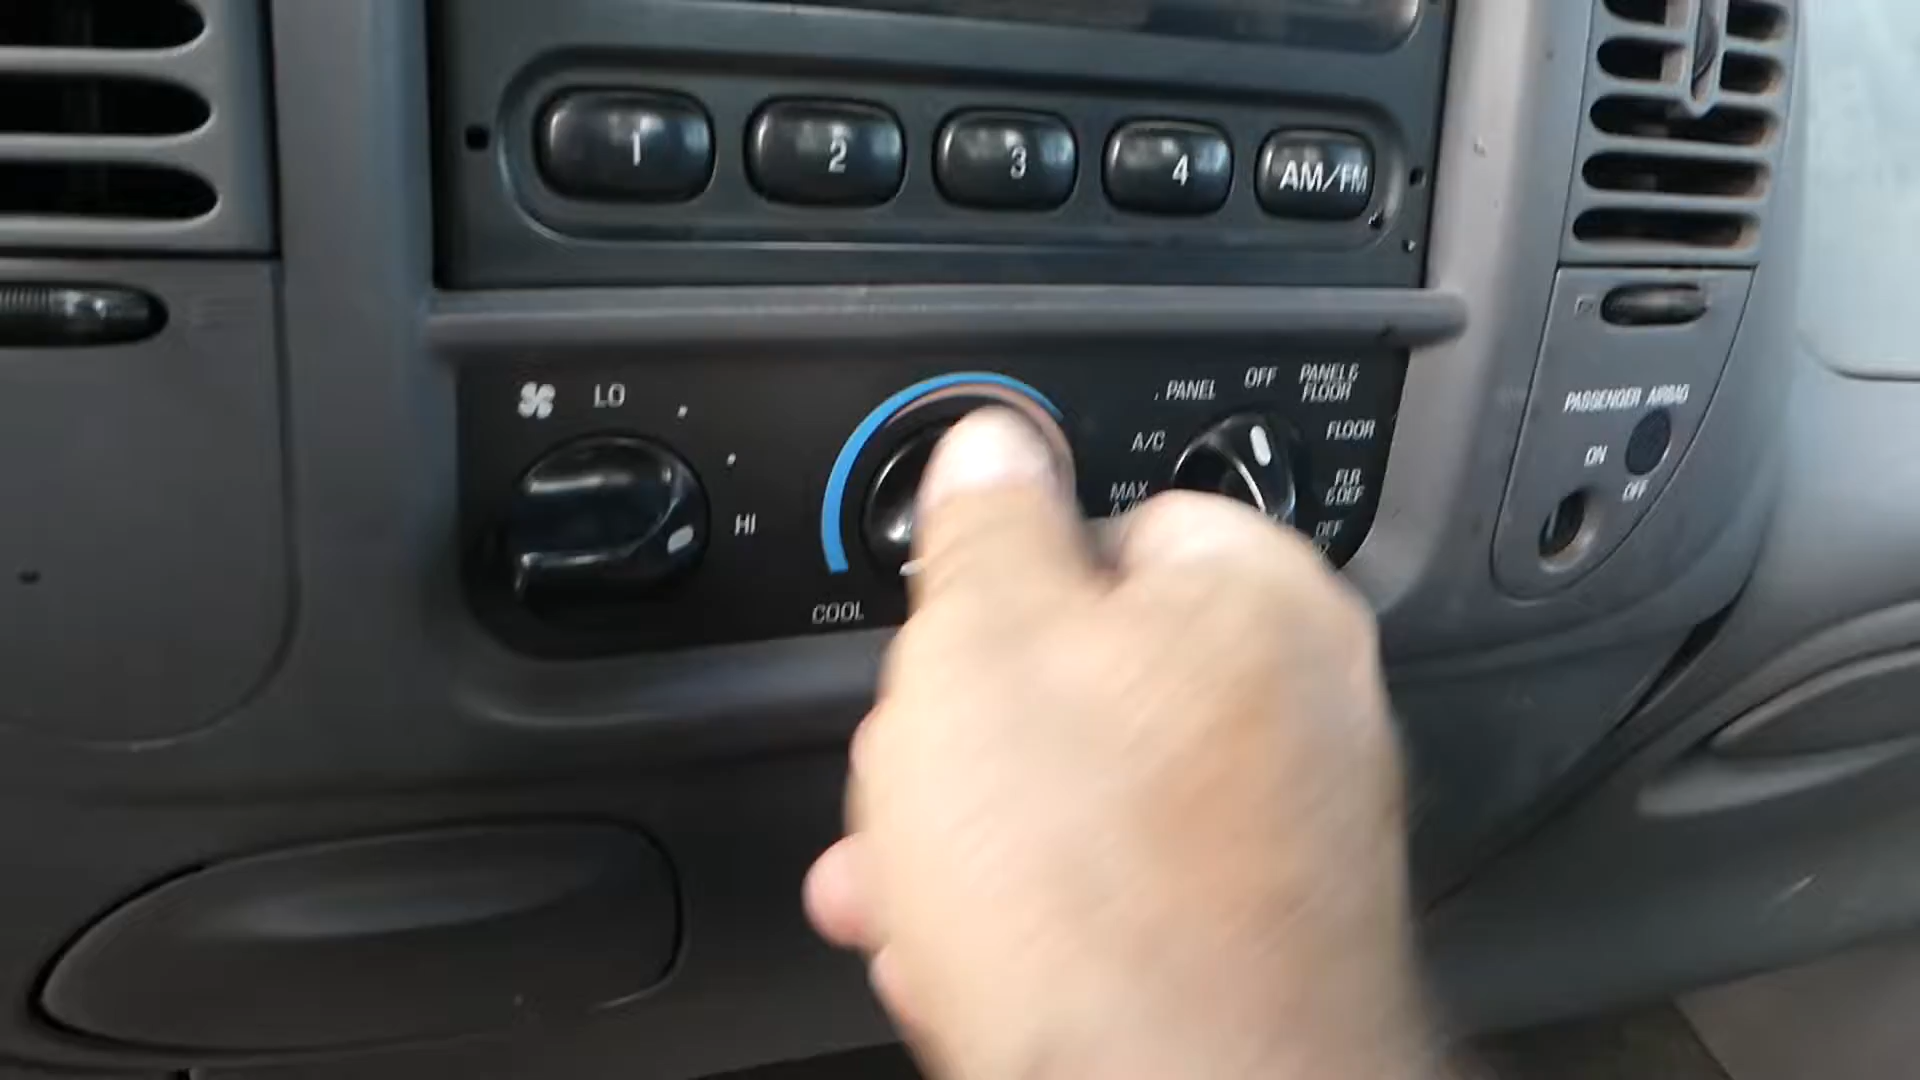 1 2 3 4 AM/FM
LO
HI
COOL
PANEL
OFF
PANEL&
FLOOR
A/C
FLOOR
MAX
FLR
&DEF
DEF
PASSENGER AIRBAG
ON
OFF